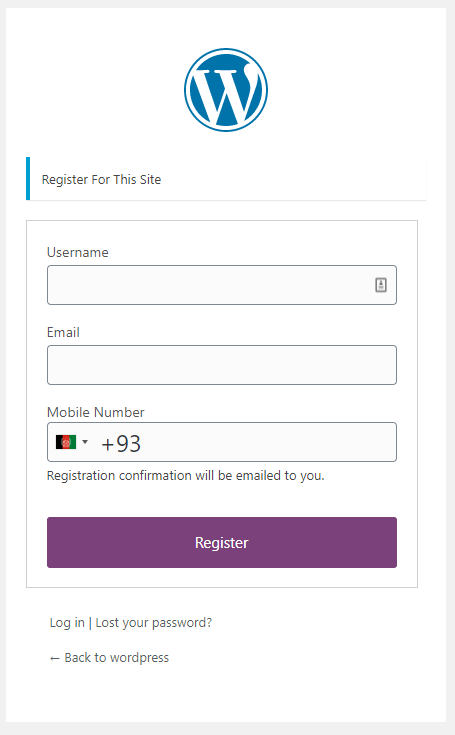 Register For This Site
Username
Email
Mobile Number
+93
Registration confirmation will be emailed to you.
Register
Log in | Lost your password?
← Back to wordpress